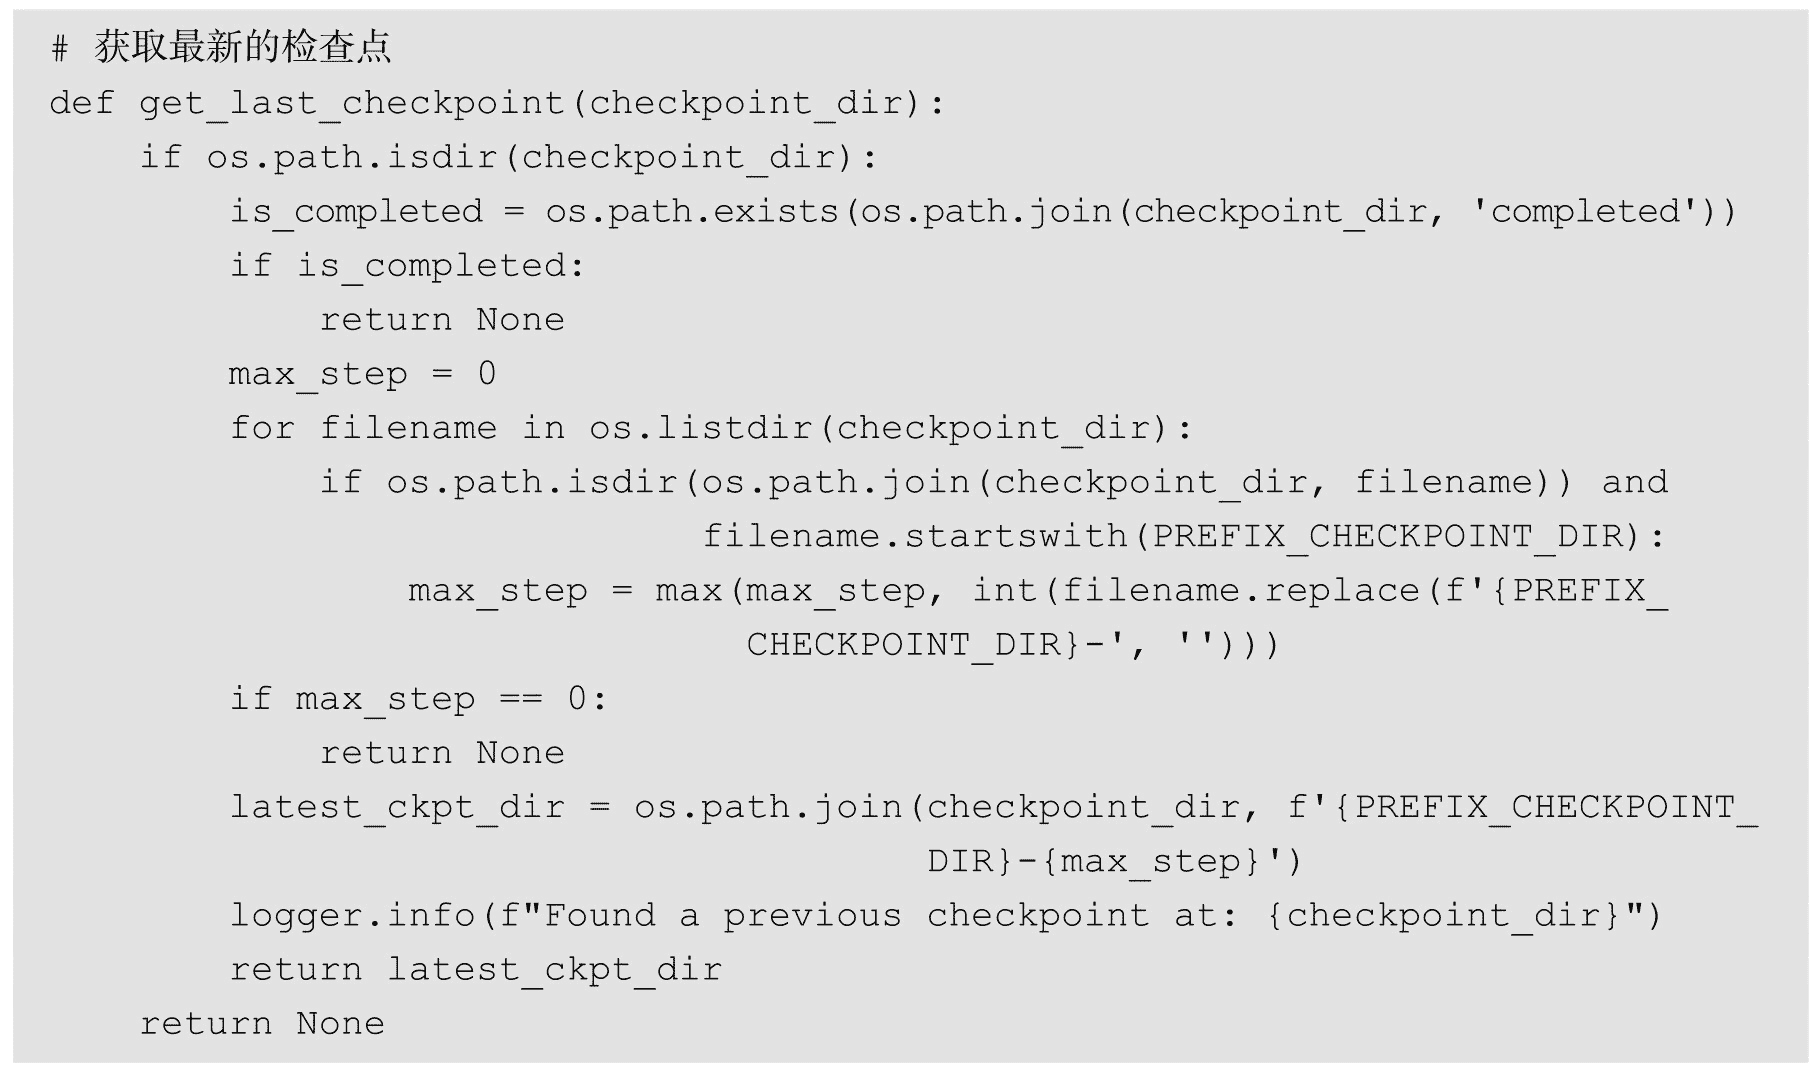 # 获取最新的检查点
def get_last_checkpoint(checkpoint_dir):
    if os.path.isdir(checkpoint_dir):
        is_completed = os.path.exists(os.path.join(checkpoint_dir, 'completed'))
        if is_completed:
            return None
        max_step = 0
        for filename in os.listdir(checkpoint_dir):
            if os.path.isdir(os.path.join(checkpoint_dir, filename)) and
                             filename.startswith(PREFIX_CHECKPOINT_DIR):
                max_step = max(max_step, int(filename.replace(f'{PREFIX_
                               CHECKPOINT_DIR}-', '')))
        if max_step == 0:
            return None
        latest_ckpt_dir = os.path.join(checkpoint_dir, f'{PREFIX_CHECKPOINT_
                                       DIR}-{max_step}')
        logger.info(f"Found a previous checkpoint at: {checkpoint_dir}")
        return latest_ckpt_dir
    return None